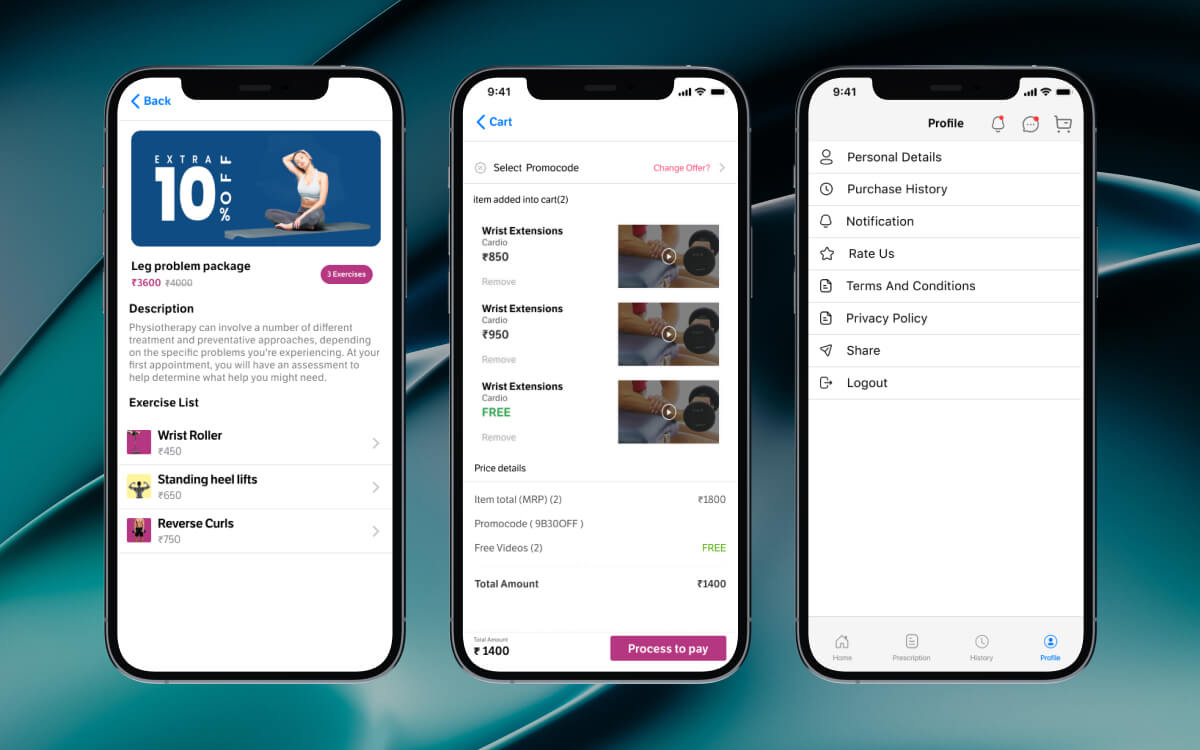 Back
EXTRA
10
%OFF
Leg problem package
₹3600 ₹4000
3 Exercises
Description
Physiotherapy can involve a number of different
treatment and preventative approaches, depending
on the specific problems you're experiencing. At your
first appointment, you will have an assessment to
help determine what help you might need.
Exercise List
Wrist Roller
₹450
Standing heel lifts
₹650
Reverse Curls
₹750
9:41
Cart
Select Promocode
Change Offer?
item added into cart(2)
Wrist Extensions
Cardio
₹850
Remove
Wrist Extensions
Cardio
₹950
Remove
Wrist Extensions
Cardio
FREE
Remove
Price details
Item total (MRP) (2) ₹1800
Promocode ( 9B30OFF )
Free Videos (2) FREE
Total Amount ₹1400
Total Amount
₹ 1400
Process to pay
9:41
Profile
Personal Details
Purchase History
Notification
Rate Us
Terms And Conditions
Privacy Policy
Share
Logout
Home
Prescription
History
Profile